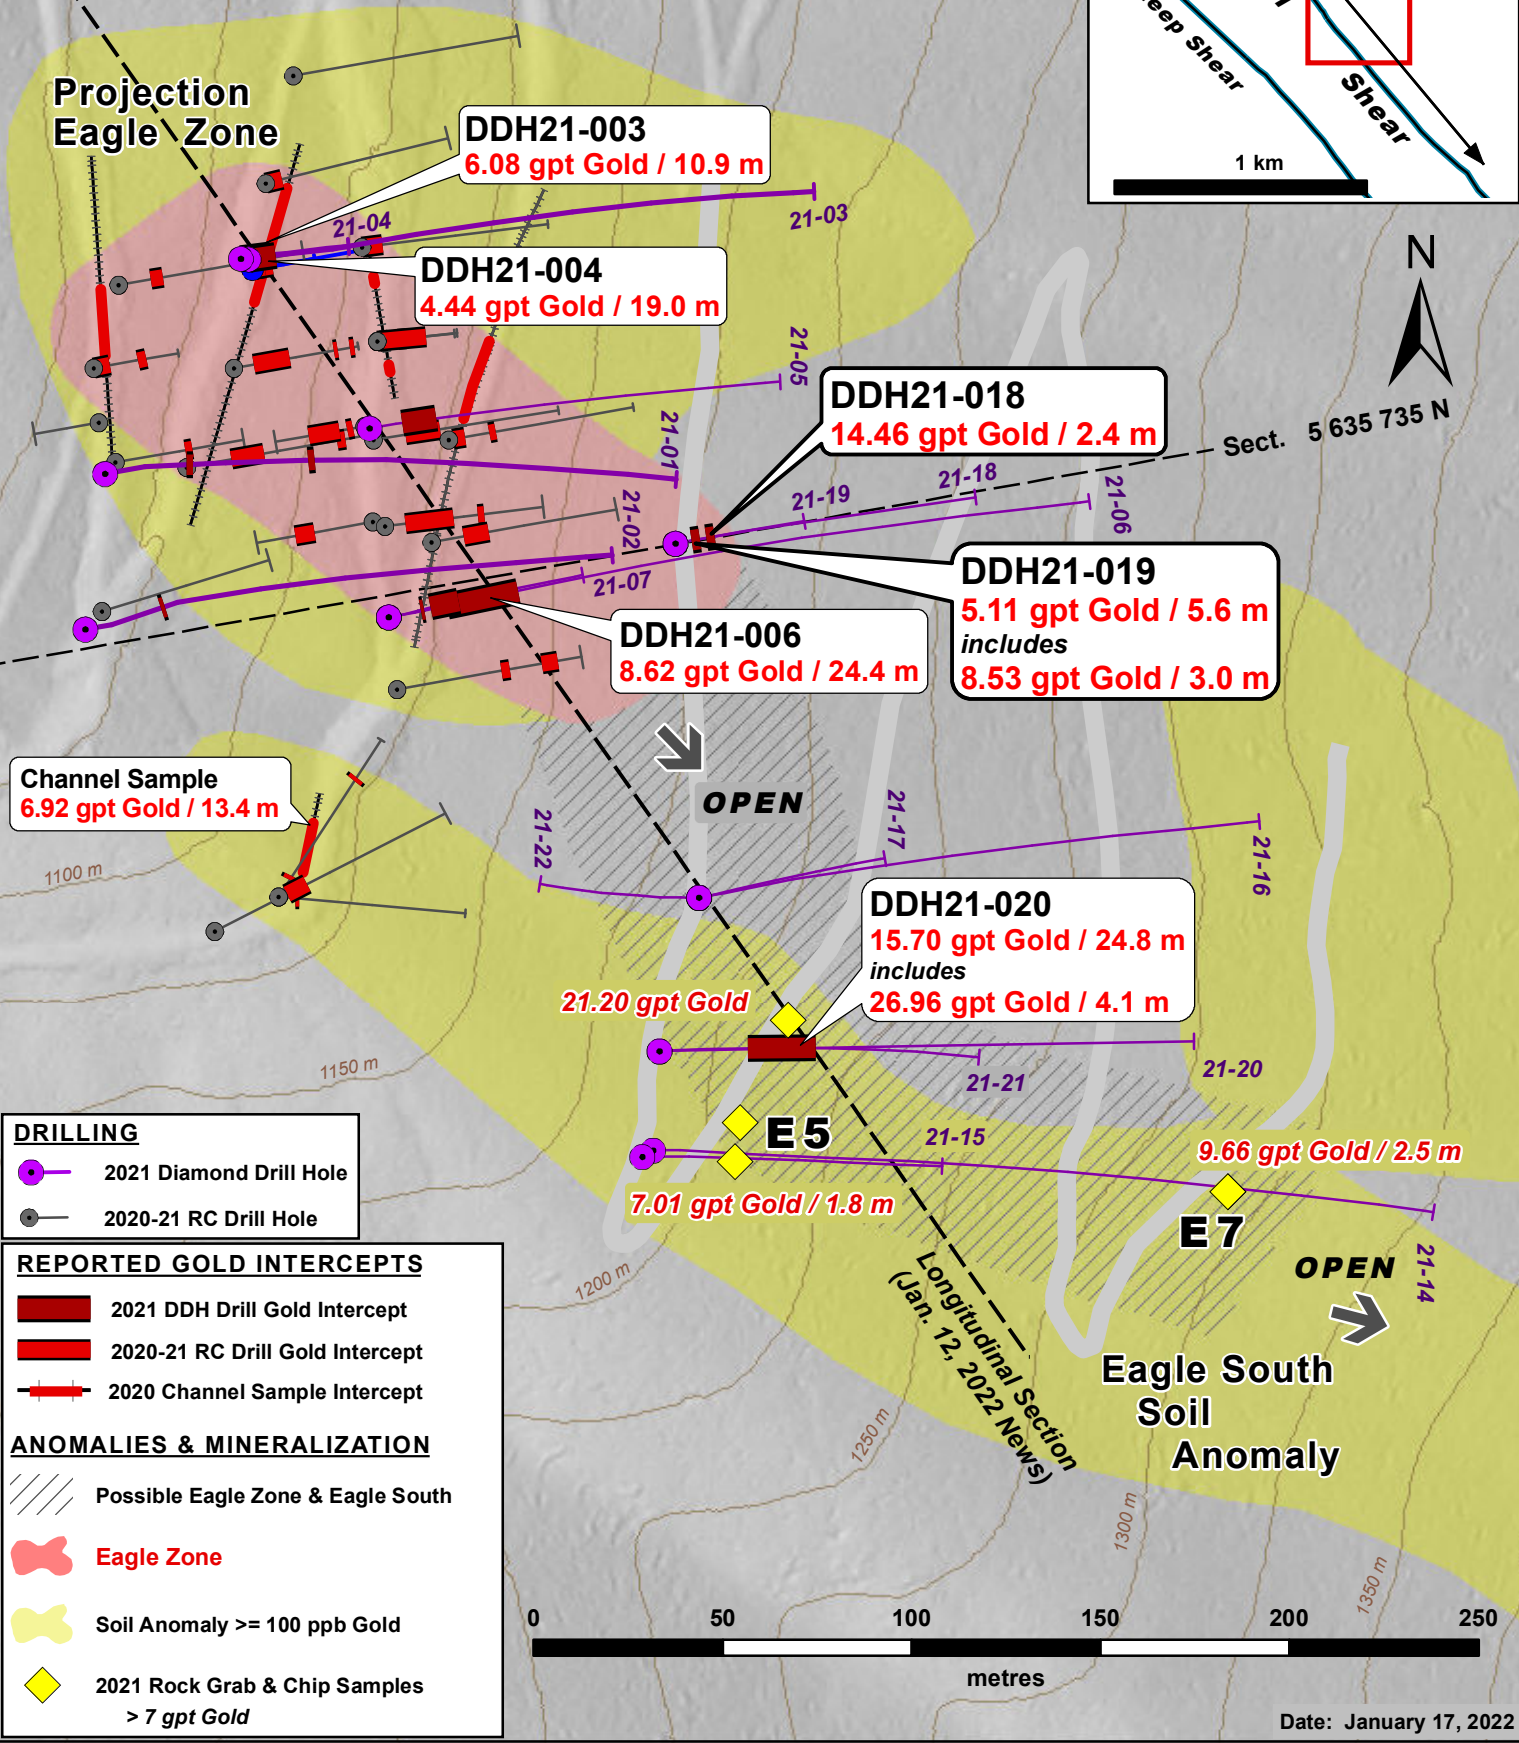 eep Shear
Shear
1 km
Projection
Eagle Zone
DDH21-003
6.08 gpt Gold / 10.9 m
21-04
21-03
N
DDH21-004
4.44 gpt Gold / 19.0 m
21-05
DDH21-018
14.46 gpt Gold / 2.4 m
Sect. 5 635 735 N
21-01
21-18
21-19
21-06
21-02
21-07
DDH21-019
5.11 gpt Gold / 5.6 m
includes
8.53 gpt Gold / 3.0 m
DDH21-006
8.62 gpt Gold / 24.4 m
Channel Sample
6.92 gpt Gold / 13.4 m
OPEN
21-22
21-17
21-16
1100 m
DDH21-020
15.70 gpt Gold / 24.8 m
includes
26.96 gpt Gold / 4.1 m
21.20 gpt Gold
1150 m
21-21
21-20
E5
21-15
9.66 gpt Gold / 2.5 m
7.01 gpt Gold / 1.8 m
E7
OPEN
21-14
1200 m
Longitudinal Section
(Jan. 12, 2022 News)
Eagle South
Soil
Anomaly
1250 m
1300 m
1350 m
DRILLING
2021 Diamond Drill Hole
2020-21 RC Drill Hole
REPORTED GOLD INTERCEPTS
2021 DDH Drill Gold Intercept
2020-21 RC Drill Gold Intercept
2020 Channel Sample Intercept
ANOMALIES & MINERALIZATION
Possible Eagle Zone & Eagle South
Eagle Zone
Soil Anomaly >= 100 ppb Gold
2021 Rock Grab & Chip Samples
> 7 gpt Gold
0 50 100 150 200 250
metres
Date: January 17, 2022